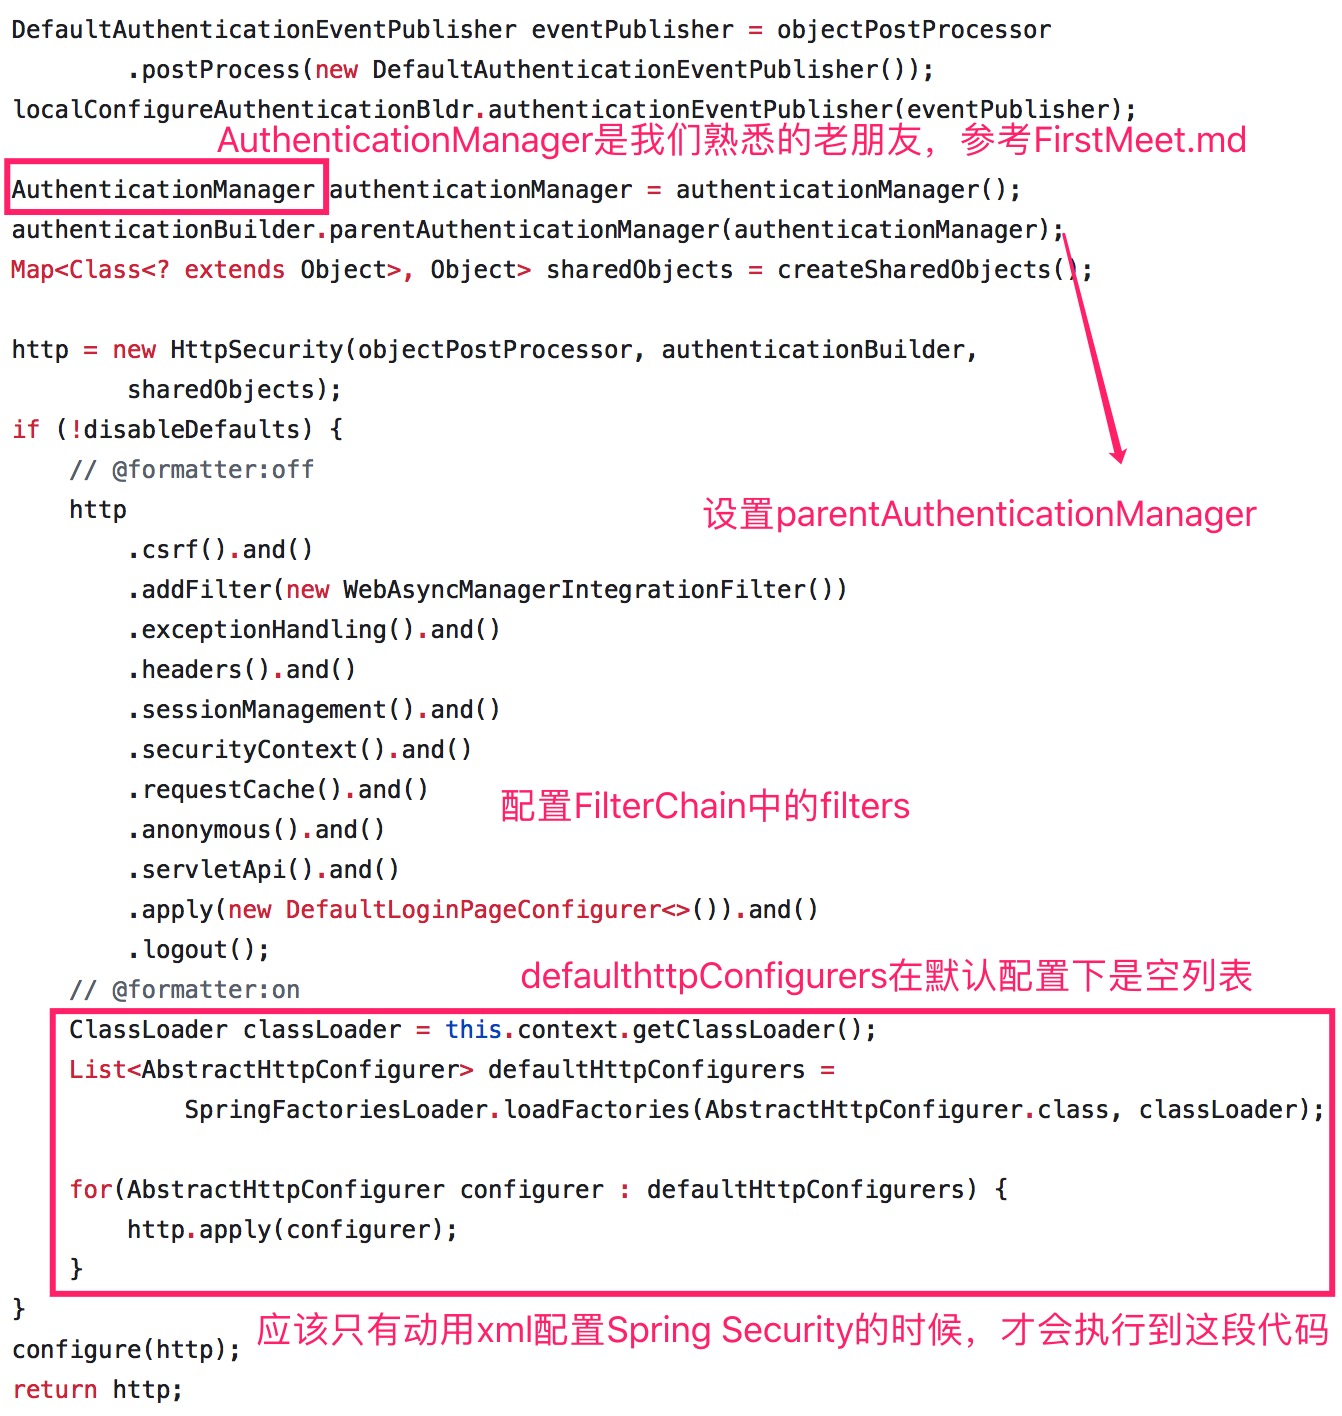 DefaultAuthenticationEventPublisher eventPublisher = objectPostProcessor
        .postProcess(new DefaultAuthenticationEventPublisher());
localConfigureAuthenticationBldr.authenticationEventPublisher(eventPublisher);
AuthenticationManager是我们熟悉的老朋友，参考FirstMeet.md
AuthenticationManager authenticationManager = authenticationManager();
authenticationBuilder.parentAuthenticationManager(authenticationManager);
Map<Class<? extends Object>, Object> sharedObjects = createSharedObjects();
http = new HttpSecurity(objectPostProcessor, authenticationBuilder,
        sharedObjects);
if (!disableDefaults) {
    // @formatter:off
    http
设置parentAuthenticationManager
        .csrf().and()
        .addFilter(new WebAsyncManagerIntegrationFilter())
        .exceptionHandling().and()
        .headers().and()
        .sessionManagement().and()
        .securityContext().and()
        .requestCache().and()
配置FilterChain中的filters
        .anonymous().and()
        .servletApi().and()
        .apply(new DefaultLoginPageConfigurer<>()).and()
        .logout();
defaulthttpConfigurers在默认配置下是空列表
    // @formatter:on
    ClassLoader classLoader = this.context.getClassLoader();
    List<AbstractHttpConfigurer> defaultHttpConfigurers =
            SpringFactoriesLoader.loadFactories(AbstractHttpConfigurer.class, classLoader);
    for(AbstractHttpConfigurer configurer : defaultHttpConfigurers) {
        http.apply(configurer);
    }
}
应该只有动用xml配置Spring Security的时候，才会执行到这段代码
configure(http);
return http;